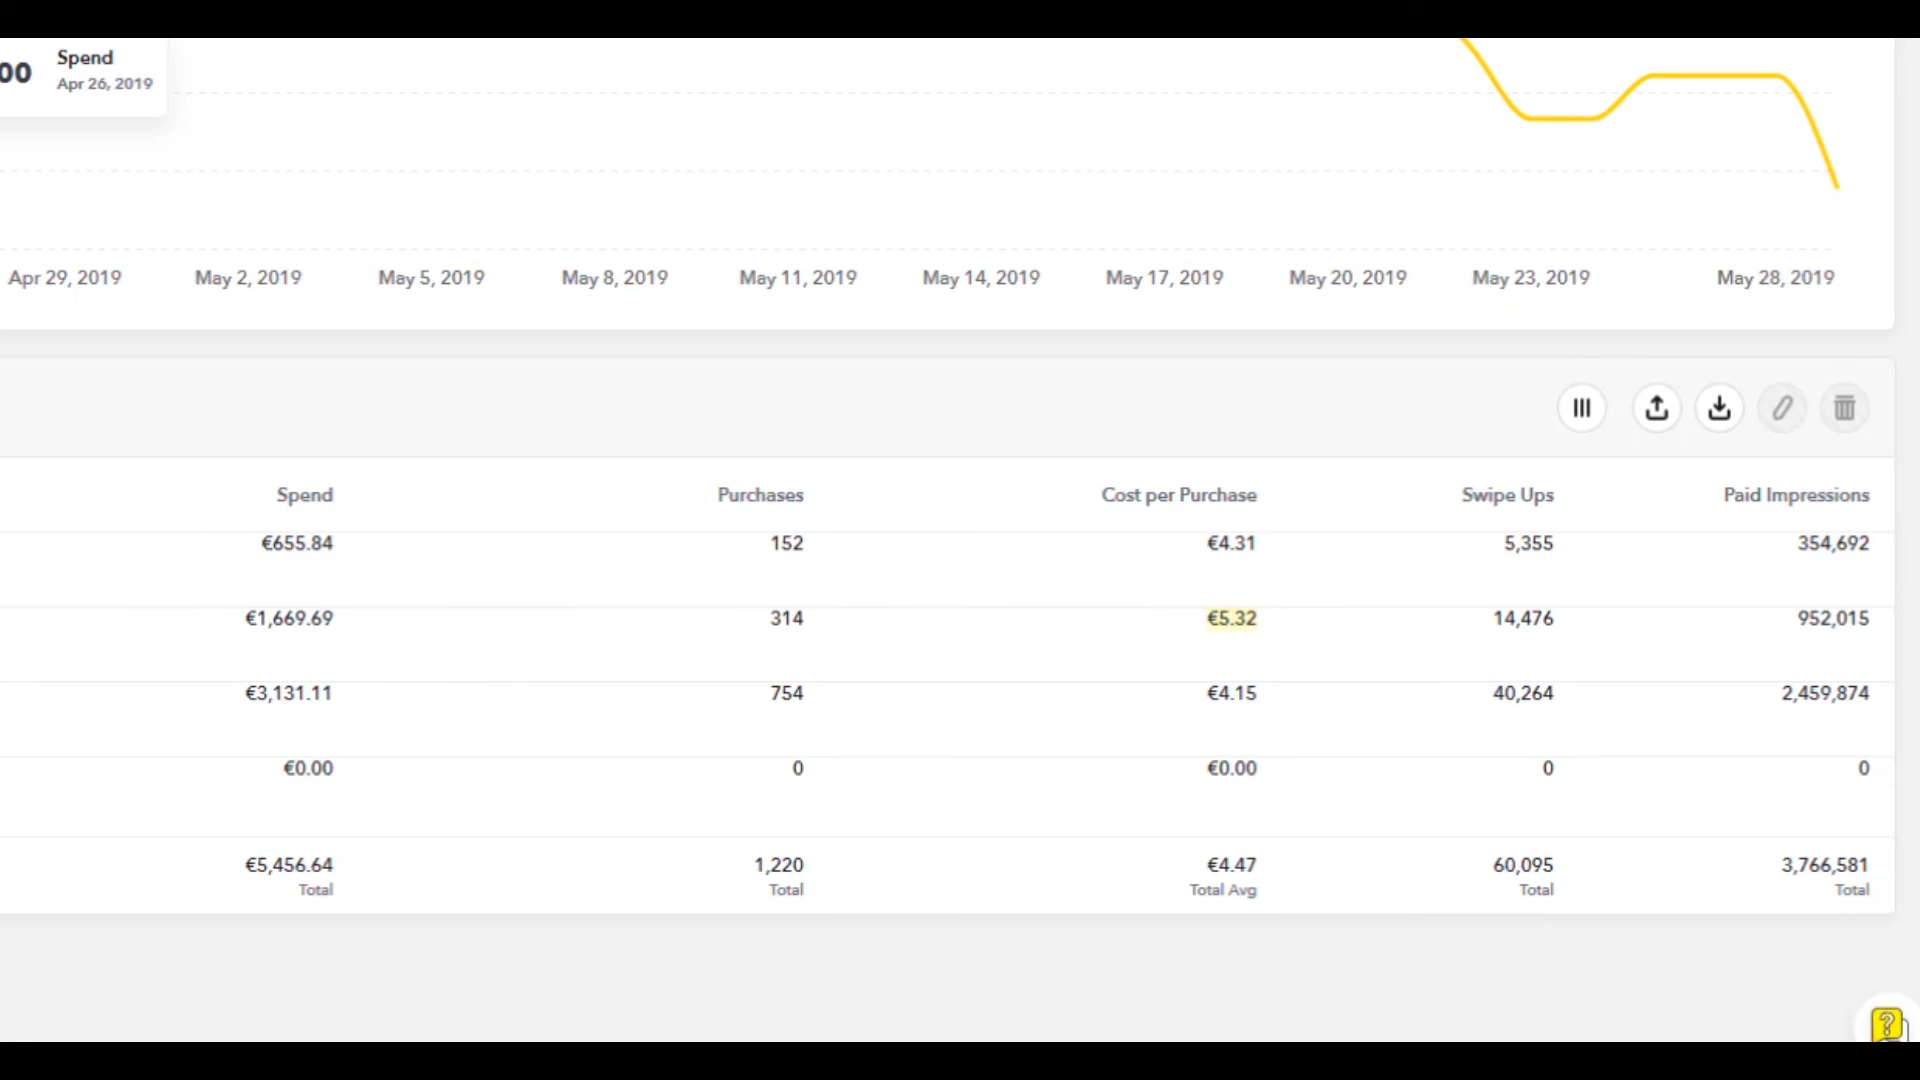 00 Spend
Apr 26, 2019
Apr 29, 2019 May 2, 2019 May 5, 2019 May 8, 2019 May 11, 2019 May 14, 2019 May 17, 2019 May 20, 2019 May 23, 2019 May 28, 2019
Spend Purchases Cost per Purchase Swipe Ups Paid Impressions
€655.84 152 €4.31 5,355 354,692
€1,669.69 314 €5.32 14,476 952,015
€3,131.11 754 €4.15 40,264 2,459,874
€0.00 0 €0.00 0 0
€5,456.64 1,220 €4.47 60,095 3,766,581
Total Total Total Avg Total Total
?